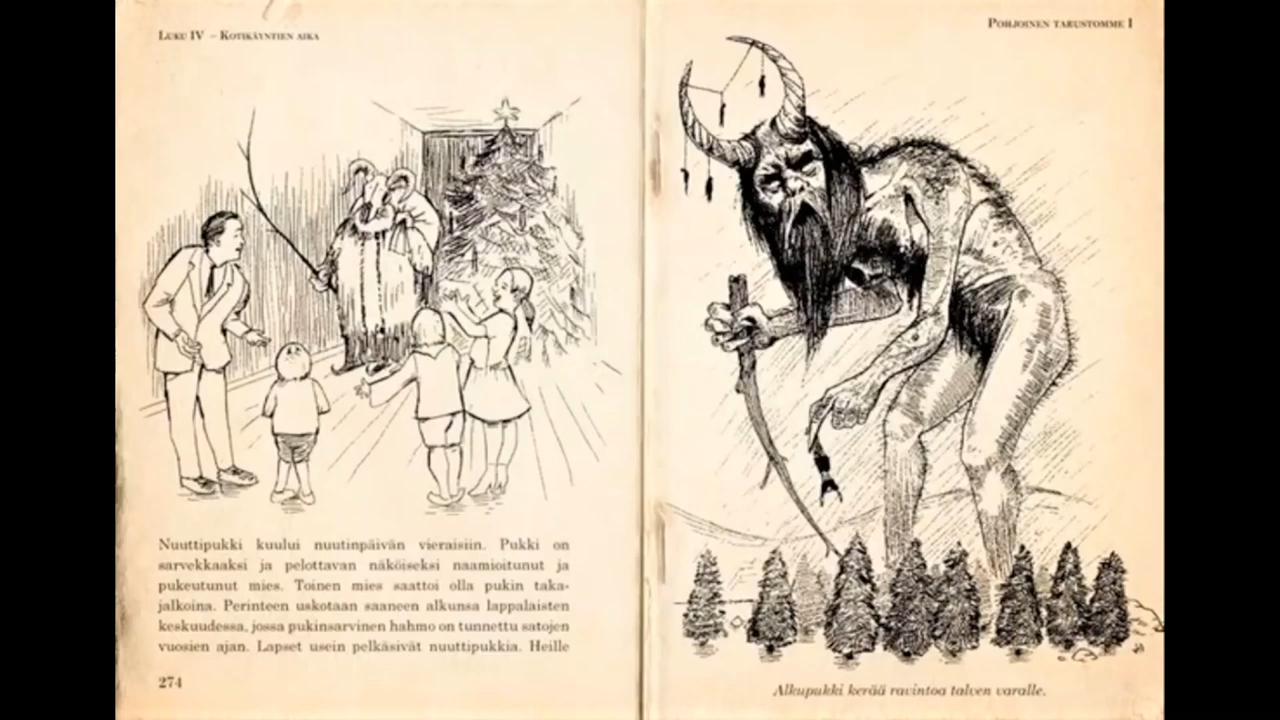 Luku IV – Kotikäyntien aika
Nuuttipukki kuului nuutinpäivän vieraisiin. Pukki on
sarvekkaaksi ja pelottavan näköiseksi naamioitunut ja
pukeutunut mies. Toinen mies saattoi olla pukin taka-
jalkoina. Perinteen uskotaan saaneen alkunsa lappalaisten
keskuudessa, jossa pukinsarvinen hahmo on tunnettu satojen
vuosien ajan. Lapset usein pelkäsivät nuuttipukkia. Heille
274
Pohjoinen tarustomme I
Alkupukki kerää ravintoa talven varalle.